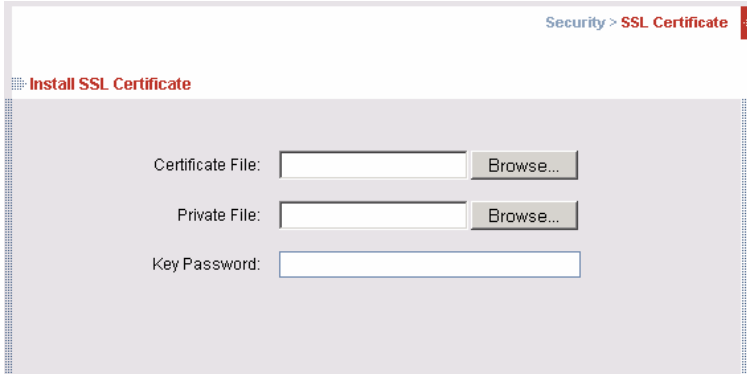 Security > SSL Certificate
Install SSL Certificate
Certificate File: Browse...
Private File: Browse...
Key Password: